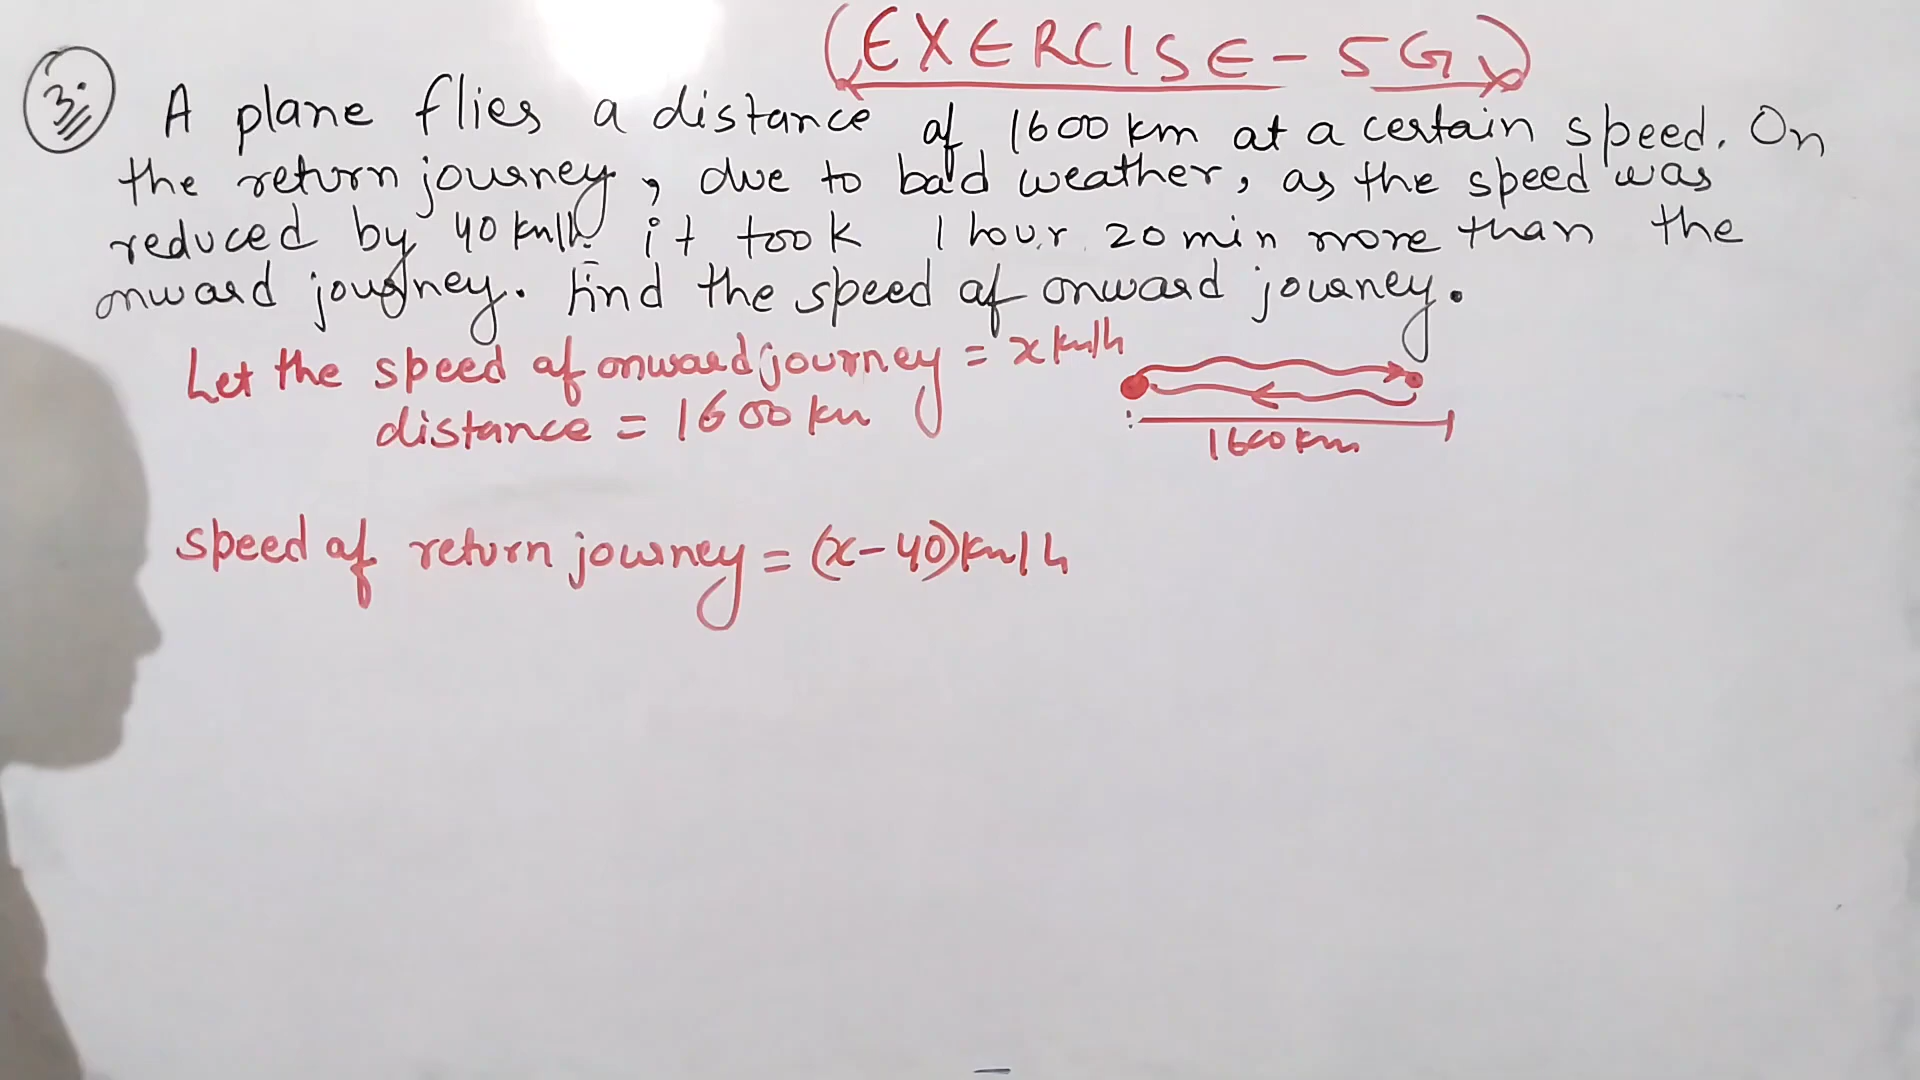 (EXERCISE-5G)
3. A plane flies a distance of 1600 km at a certain speed. On
the return journey, due to bad weather, as the speed was
reduced by 40 km/h. it took 1 hour 20 min more than the
onward journey. Find the speed of onward journey.
Let the speed of onward journey = x km/h
distance = 1600 km
1600 km
speed of return journey = (x-40)km/h